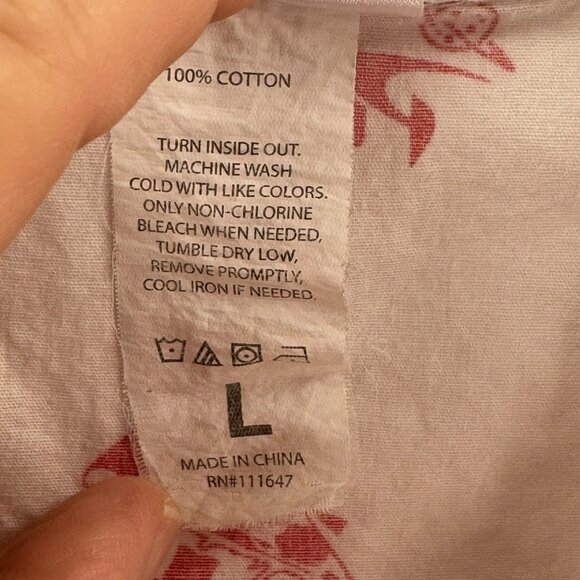 100% COTTON
TURN INSIDE OUT.
MACHINE WASH
COLD WITH LIKE COLORS.
ONLY NON-CHLORINE
BLEACH WHEN NEEDED,
TUMBLE DRY LOW,
REMOVE PROMPTLY,
COOL IRON IF NEEDED.
L
MADE IN CHINA
RN#111647